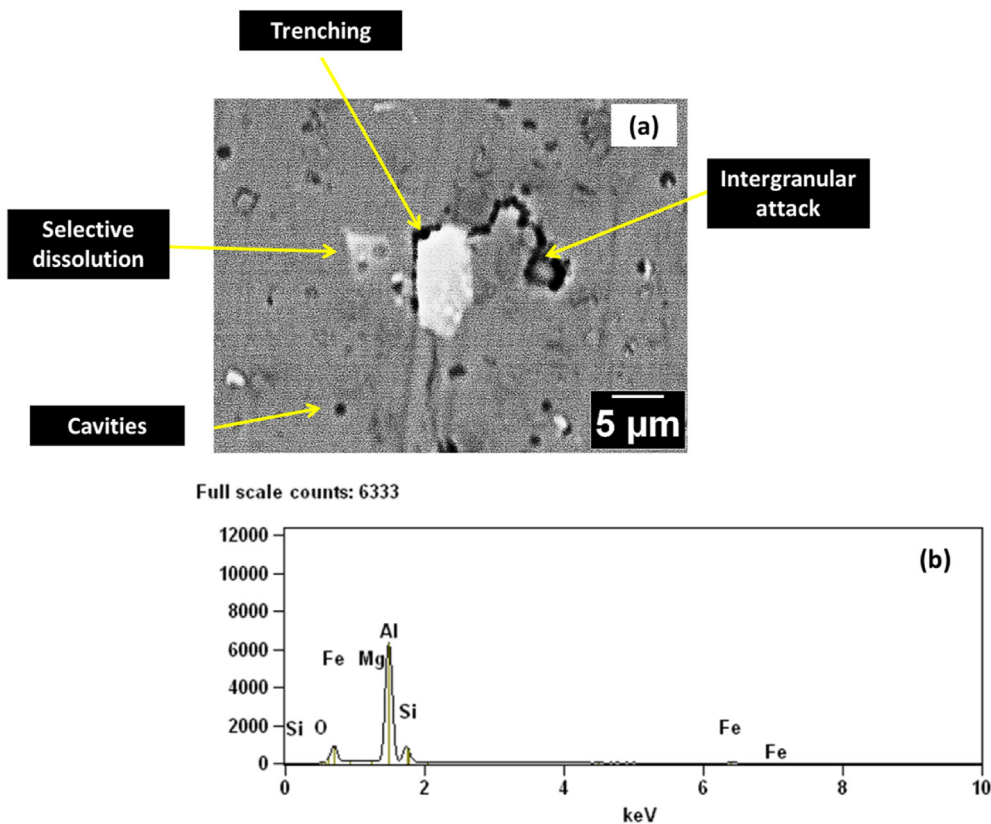 Trenching
(a)
Intergranular
attack
Selective
dissolution
Cavities
5 µm
Full scale counts: 6333
(b)
12000
10000
8000
6000
4000
2000
0
Al
Fe Mg
Si
Si O
Fe
Fe
0 2 4 6 8 10
keV